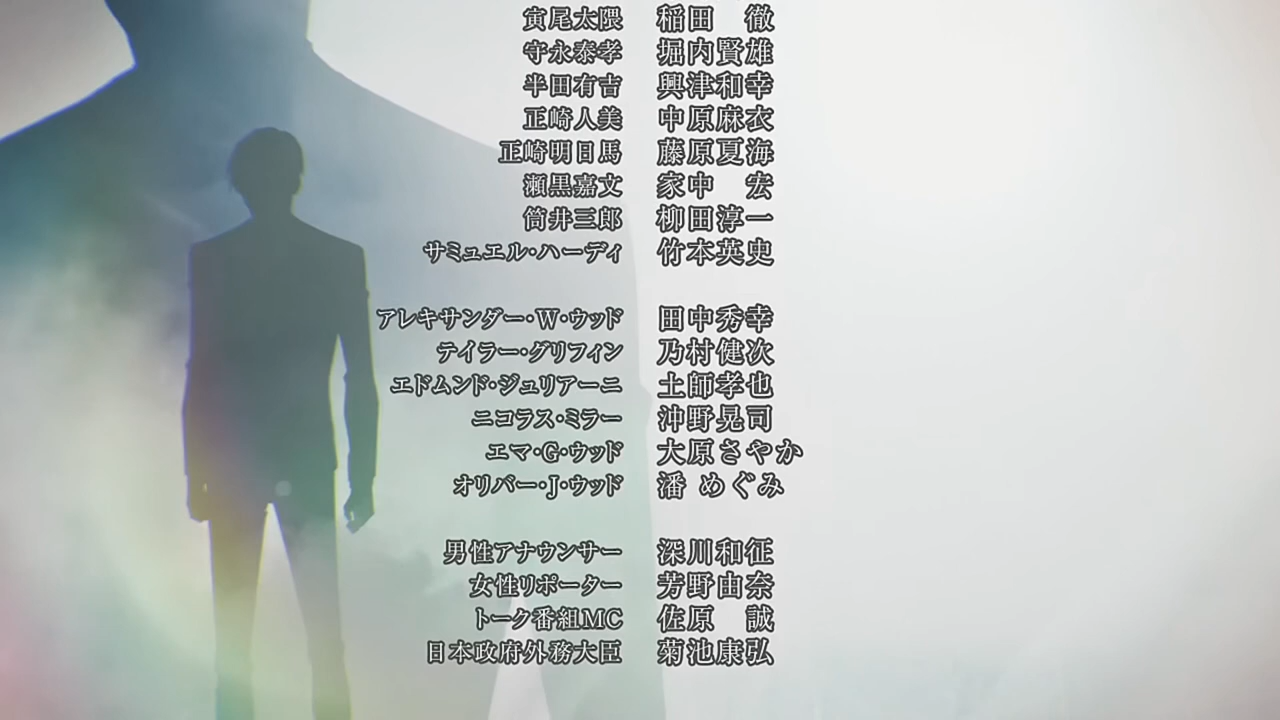 寅尾太隈 稲田　徹
守永泰孝 堀内賢雄
半田有吉 興津和幸
正崎人美 中原麻衣
正崎明日馬 藤原夏海
瀬黒嘉文 家中　宏
筒井三郎 柳田淳一
サミュエル・ハーディ 竹本英史
アレキサンダー・W・ウッド 田中秀幸
テイラー・グリフィン 乃村健次
エドムンド・ジュリアーニ 土師孝也
ニコラス・ミラー 沖野晃司
エマ・G・ウッド 大原さやか
オリバー・J・ウッド 潘 めぐみ
男性アナウンサー 深川和征
女性リポーター 芳野由奈
トーク番組MC 佐原　誠
日本政府外務大臣 菊池康弘